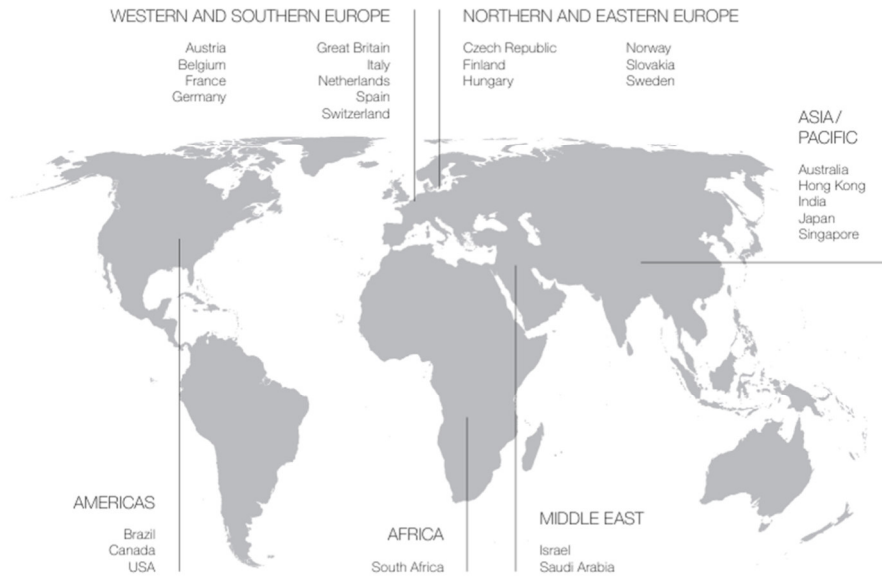 WESTERN AND SOUTHERN EUROPE
Austria
Belgium
France
Germany
Great Britain
Italy
Netherlands
Spain
Switzerland
NORTHERN AND EASTERN EUROPE
Czech Republic
Finland
Hungary
Norway
Slovakia
Sweden
ASIA/
PACIFIC
Australia
Hong Kong
India
Japan
Singapore
AMERICAS
Brazil
Canada
USA
AFRICA
South Africa
MIDDLE EAST
Israel
Saudi Arabia